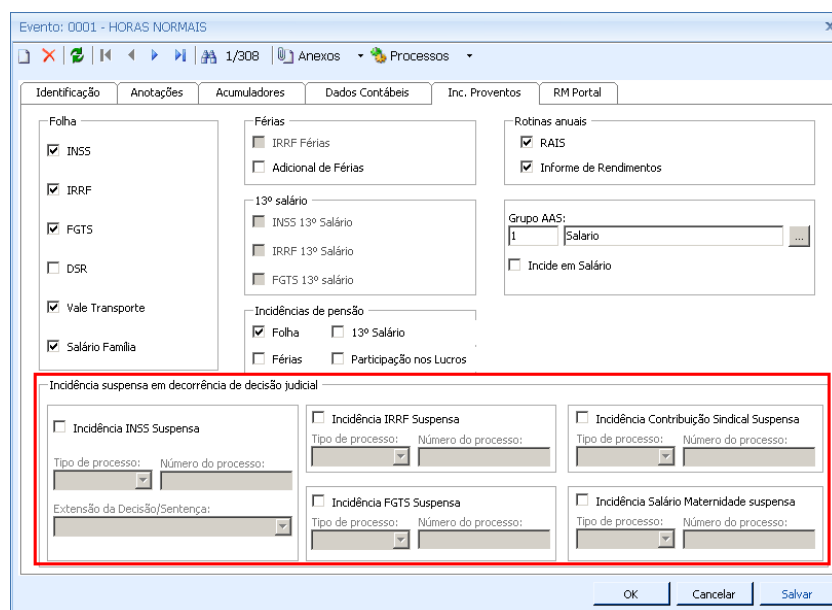 Evento: 0001 - HORAS NORMAIS
1/308 Anexos Processos
Identificação Anotações Acumuladores Dados Contábeis Inc. Proventos RM Portal
Folha
INSS
IRRF
FGTS
DSR
Vale Transporte
Salário Família
Férias
IRRF Férias
Adicional de Férias
13º salário
INSS 13º Salário
IRRF 13º Salário
FGTS 13º salário
Incidências de pensão
Folha 13º Salário
Férias Participação nos Lucros
Rotinas anuais
RAIS
Informe de Rendimentos
Grupo AAS:
1 Salario ...
Incide em Salário
Incidência suspensa em decorrência de decisão judicial
Incidência INSS Suspensa
Tipo de processo: Número do processo:
Extensão da Decisão/Sentença:
Incidência IRRF Suspensa
Tipo de processo: Número do processo:
Incidência FGTS Suspensa
Tipo de processo: Número do processo:
Incidência Contribuição Sindical Suspensa
Tipo de processo: Número do processo:
Incidência Salário Maternidade suspensa
Tipo de processo: Número do processo:
OK Cancelar Salvar